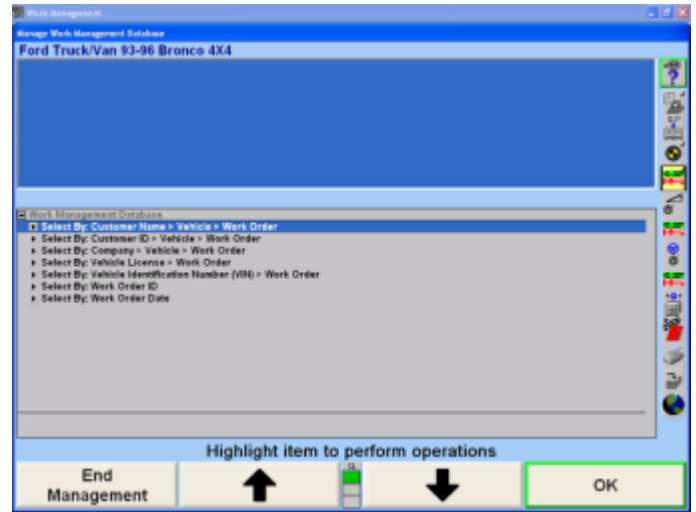 Work Management
Manage Work Management Database
Ford Truck/Van 93-96 Bronco 4X4
Work Management Database
Select By: Customer Name > Vehicle > Work Order
Select By: Customer ID > Vehicle > Work Order
Select By: Company > Vehicle > Work Order
Select By: Vehicle License > Work Order
Select By: Vehicle Identification Number (VIN) > Work Order
Select By: Work Order ID
Select By: Work Order Date
Highlight item to perform operations
End
Management
OK